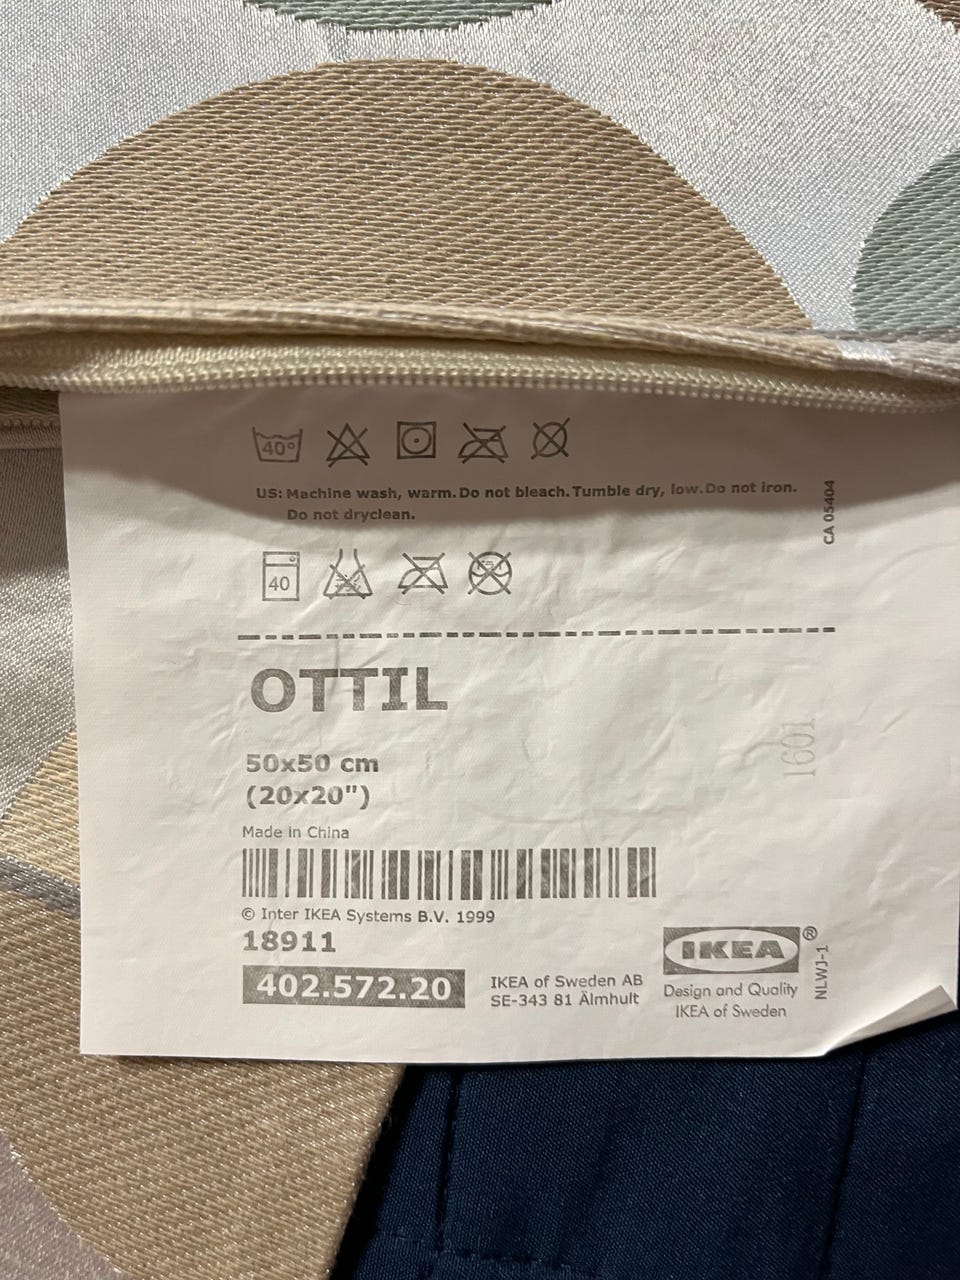 40°
US: Machine wash, warm. Do not bleach. Tumble dry, low. Do not iron.
Do not dryclean.
CA 05404
40
OTTIL
50x50 cm
(20x20")
1601
Made in China
© Inter IKEA Systems B.V. 1999
18911
402.572.20
IKEA of Sweden AB
SE-343 81 Älmhult
IKEA®
Design and Quality
IKEA of Sweden
NLWJ-1